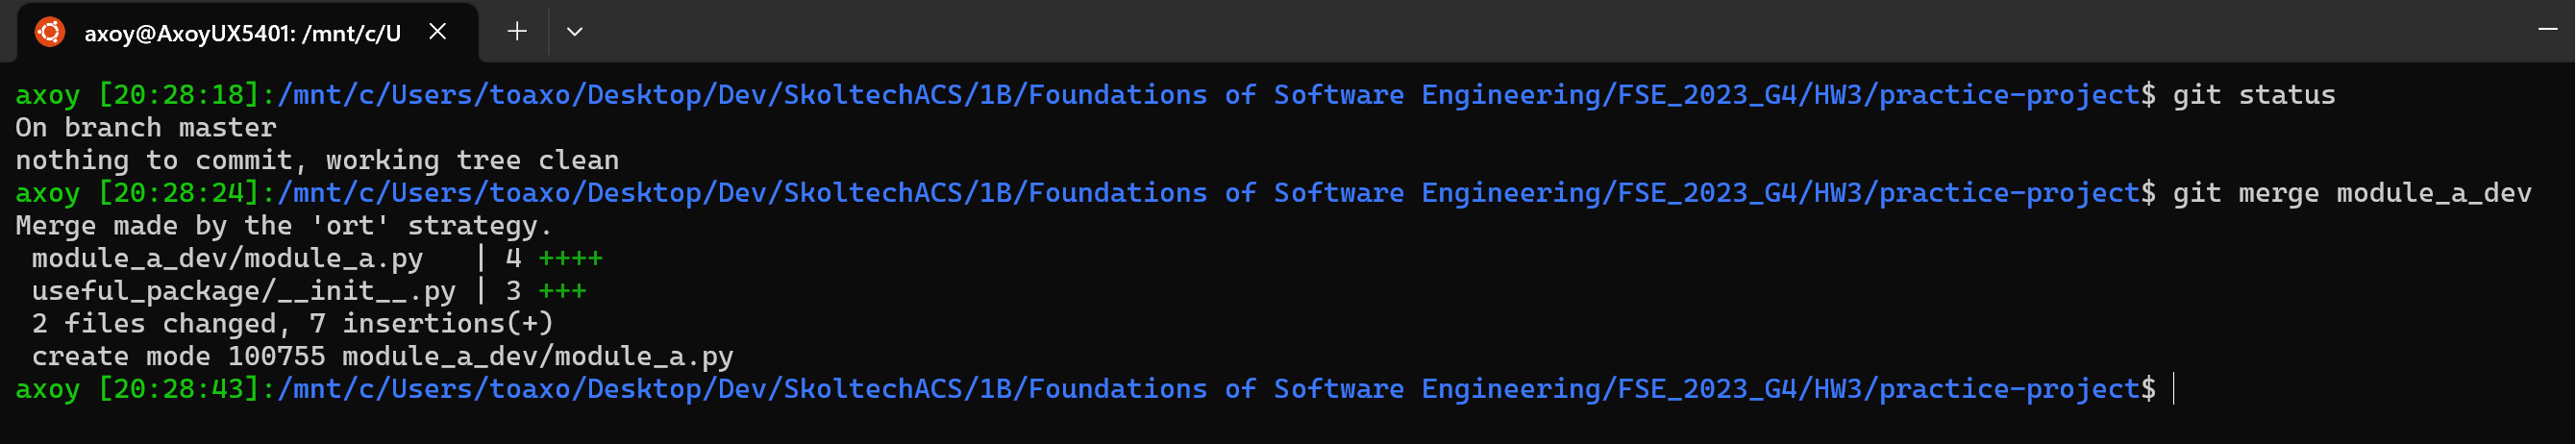 axoy@AxoyUX5401: /mnt/c/U
axoy [20:28:18]:/mnt/c/Users/toaxo/Desktop/Dev/SkoltechACS/1B/Foundations of Software Engineering/FSE_2023_G4/HW3/practice-project$ git status
On branch master
nothing to commit, working tree clean
axoy [20:28:24]:/mnt/c/Users/toaxo/Desktop/Dev/SkoltechACS/1B/Foundations of Software Engineering/FSE_2023_G4/HW3/practice-project$ git merge module_a_dev
Merge made by the 'ort' strategy.
 module_a_dev/module_a.py   | 4 ++++
 useful_package/__init__.py | 3 +++
 2 files changed, 7 insertions(+)
 create mode 100755 module_a_dev/module_a.py
axoy [20:28:43]:/mnt/c/Users/toaxo/Desktop/Dev/SkoltechACS/1B/Foundations of Software Engineering/FSE_2023_G4/HW3/practice-project$